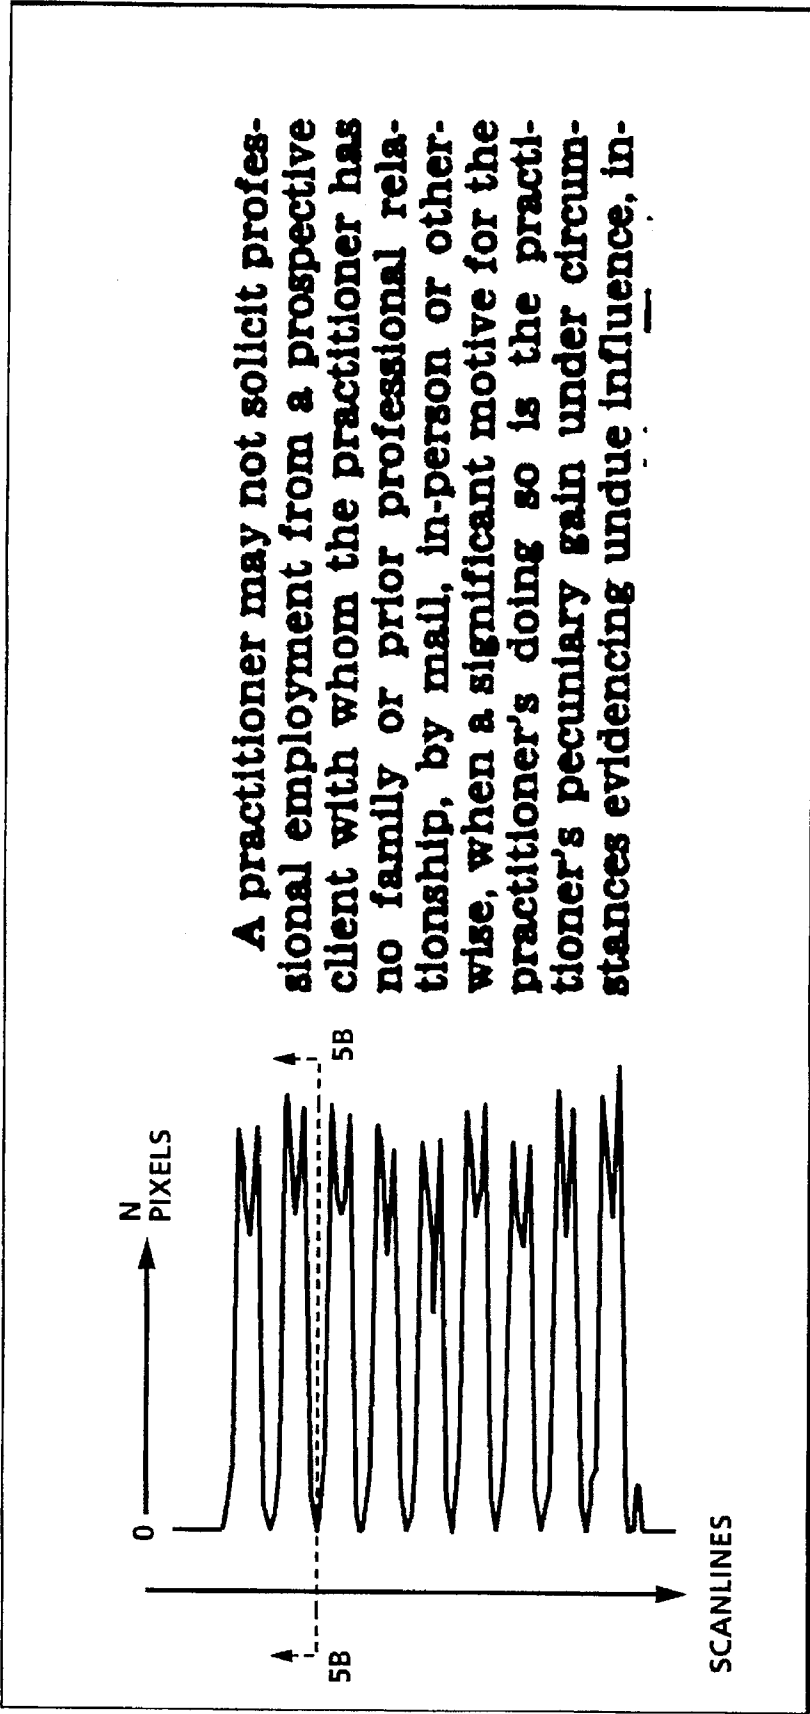 0
N
PIXELS
5B
5B
SCANLINES
A practitioner may not solicit profes-
sional employment from a prospective
client with whom the practitioner has
no family or prior professional rela-
tionship, by mail, in-person or other-
wise, when a significant motive for the
practitioner's doing so is the practi-
tioner's pecuniary gain under circum-
stances evidencing undue influence, in-